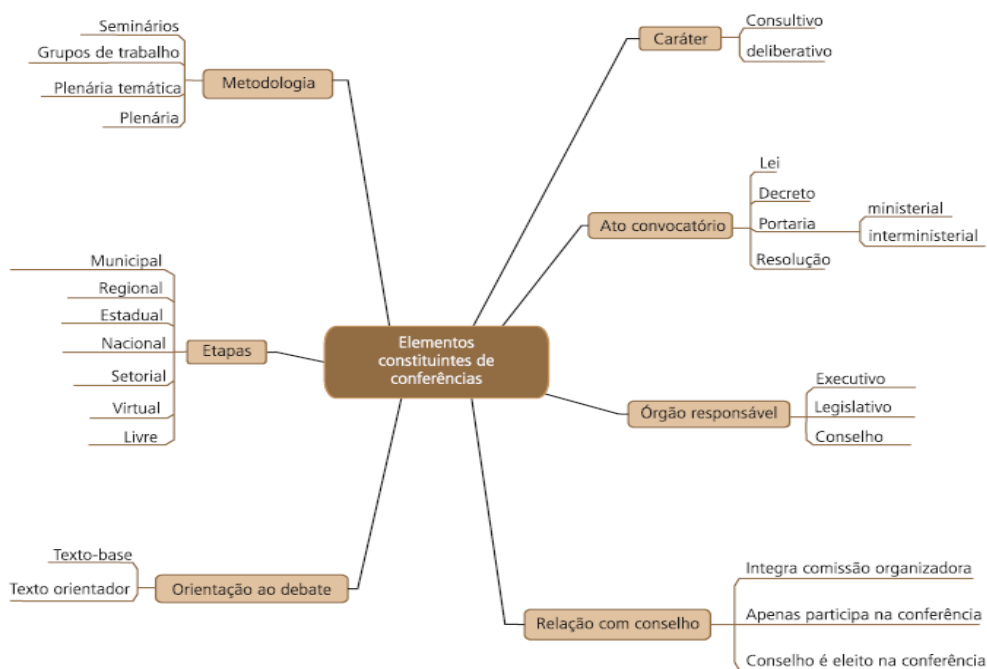 Seminários
Grupos de trabalho
Plenária temática
Plenária
Metodologia
Caráter
Consultivo
deliberativo
Ato convocatório
Lei
Decreto
Portaria
ministerial
interministerial
Resolução
Municipal
Regional
Estadual
Nacional
Setorial
Virtual
Livre
Etapas
Elementos
constituintes de
conferências
Órgão responsável
Executivo
Legislativo
Conselho
Texto-base
Texto orientador
Orientação ao debate
Relação com conselho
Integra comissão organizadora
Apenas participa na conferência
Conselho é eleito na conferência